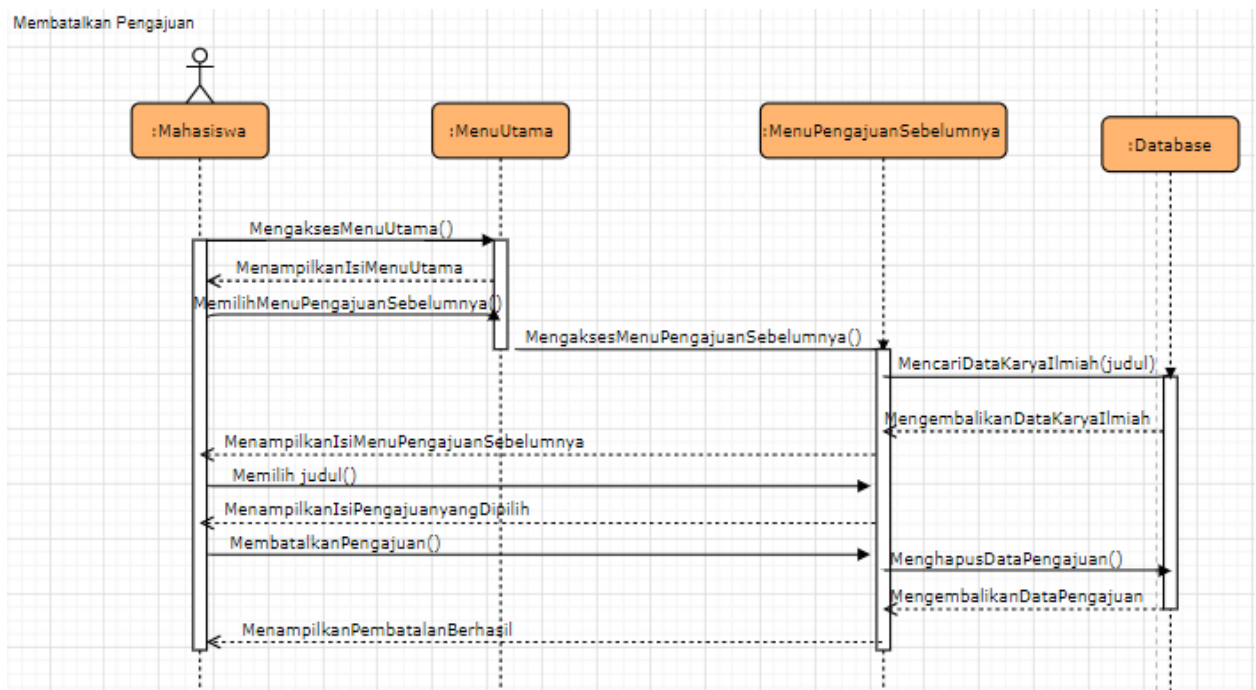 Membatalkan Pengajuan
:Mahasiswa
:MenuUtama
:MenuPengajuanSebelumnya
:Database
MengaksesMenuUtama()
MenampilkanIsiMenuUtama
MemilihMenuPengajuanSebelumnya()
MengaksesMenuPengajuanSebelumnya()
MencariDataKaryaIlmiah(judul)
MengembalikanDataKaryaIlmiah
MenampilkanIsiMenuPengajuanSebelumnya
Memilih judul()
MenampilkanIsiPengajuanyangDipilih
MembatalkanPengajuan()
MenghapusDataPengajuan()
MengembalikanDataPengajuan
MenampilkanPembatalanBerhasil